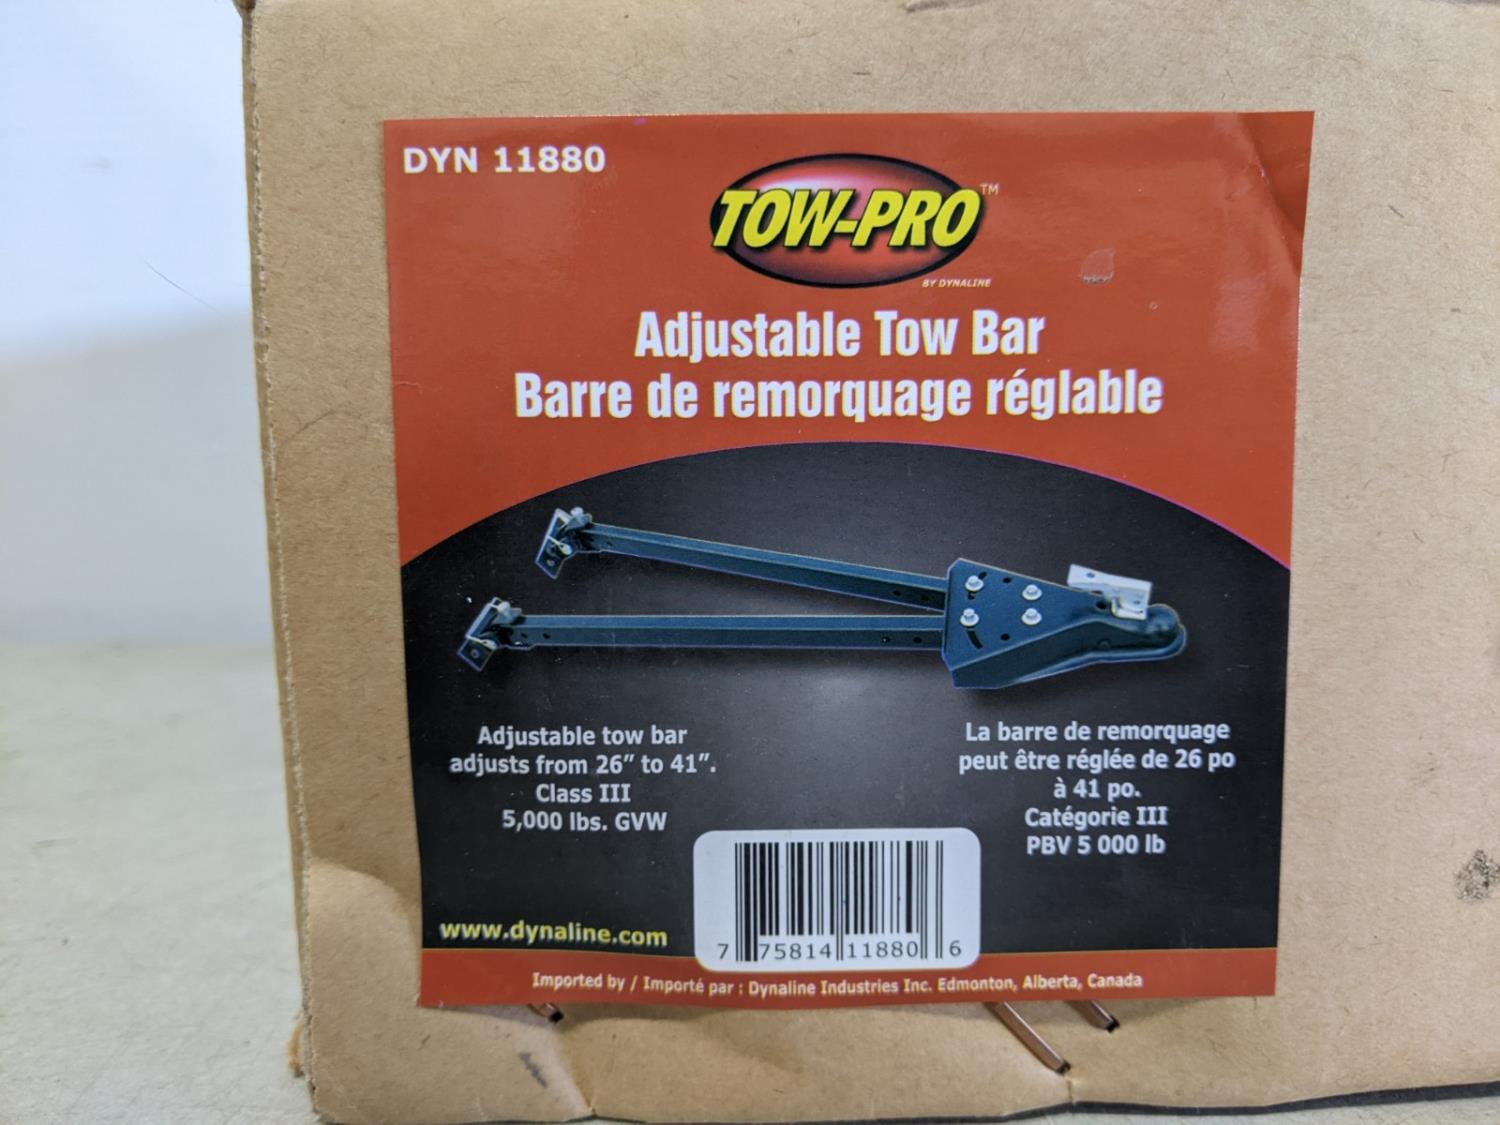 DYN 11880
TOW-PRO™
BY DYNALINE
Adjustable Tow Bar
Barre de remorquage réglable
Adjustable tow bar
adjusts from 26” to 41”.
Class III
5,000 lbs. GVW
La barre de remorquage
peut être réglée de 26 po
à 41 po.
Catégorie III
PBV 5 000 lb
www.dynaline.com
7 75814 11880 6
Imported by / Importé par : Dynaline Industries Inc. Edmonton, Alberta, Canada